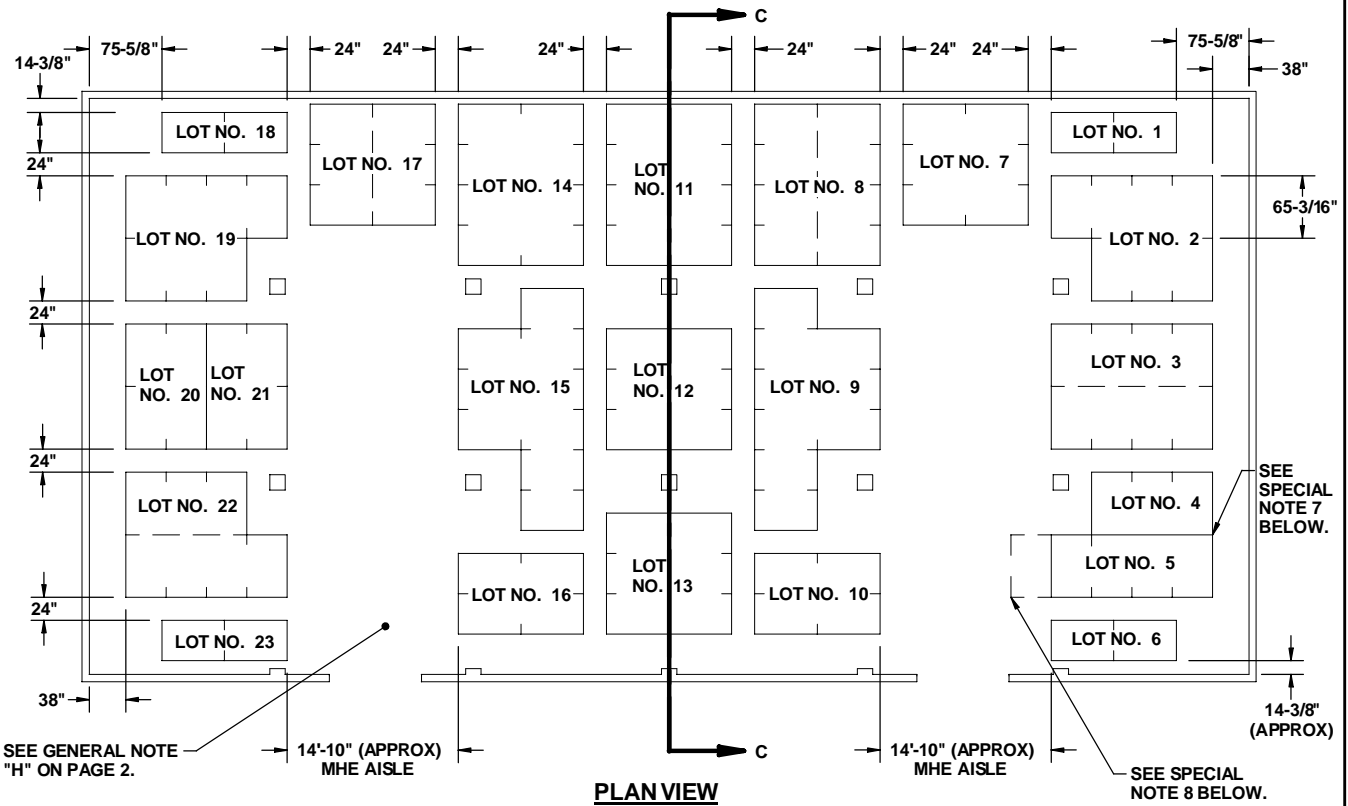 C
75-5/8"
24" 24"
24"
24"
24" 24"
75-5/8"
14-3/8"
38"
LOT NO. 18
LOT NO. 17
LOT NO. 14
LOT NO. 11
LOT NO. 8
LOT NO. 7
LOT NO. 1
24"
65-3/16"
LOT NO. 19
LOT NO. 2
24"
LOT NO. 20
LOT NO. 21
LOT NO. 15
LOT NO. 12
LOT NO. 9
LOT NO. 3
24"
LOT NO. 22
LOT NO. 4
SEE
SPECIAL
NOTE 7
BELOW.
LOT NO. 16
LOT NO. 13
LOT NO. 10
LOT NO. 5
24"
LOT NO. 23
LOT NO. 6
38"
14-3/8"
(APPROX)
SEE GENERAL NOTE
"H" ON PAGE 2.
14'-10" (APPROX)
MHE AISLE
C
14'-10" (APPROX)
MHE AISLE
SEE SPECIAL
NOTE 8 BELOW.
PLAN VIEW